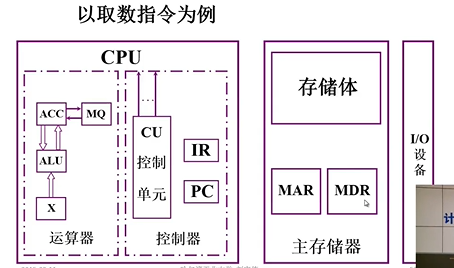 以取数指令为例
CPU
ACC
MQ
ALU
X
运算器
CU
控制
单元
IR
PC
控制器
存储体
MAR
MDR
主存储器
I/O
设
备
计